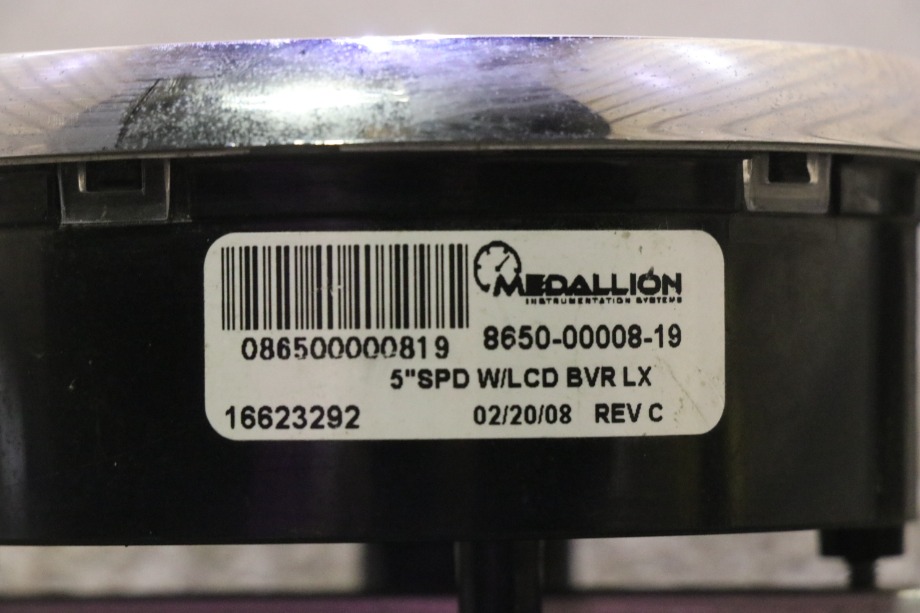 MEDALLION
INSTRUMENTATION SYSTEMS
086500000819
8650-00008-19
5"SPD W/LCD BVR LX
16623292
02/20/08 REV C